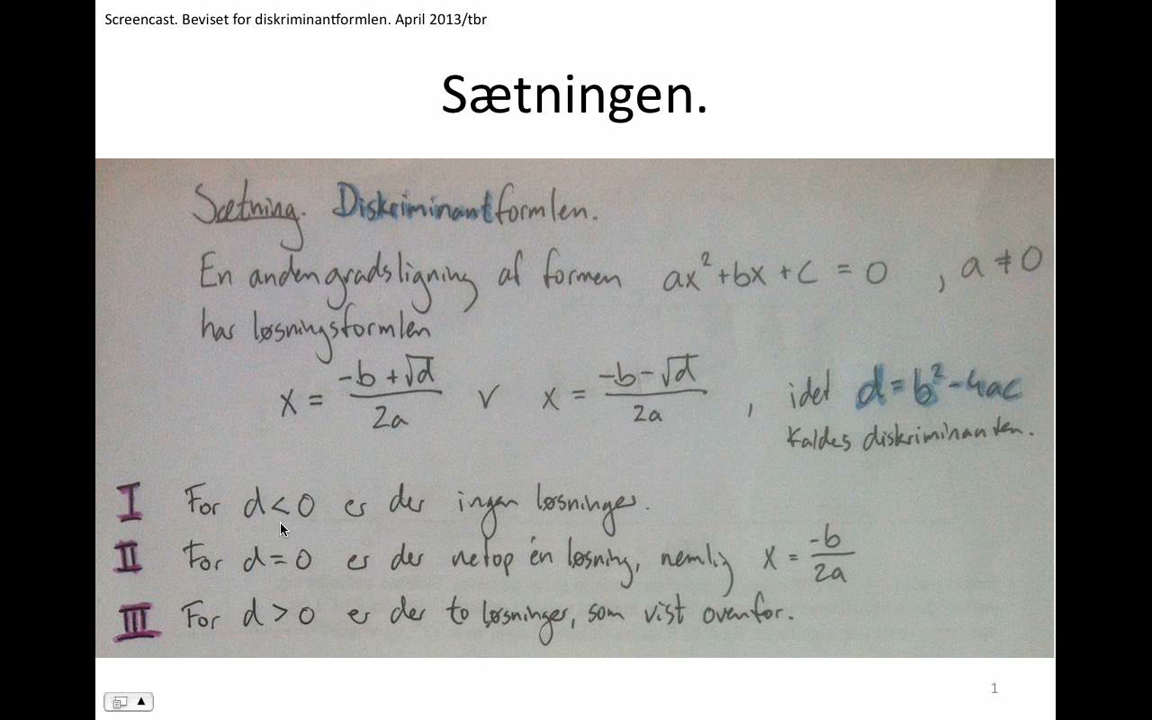 Screencast. Beviset for diskriminantformlen. April 2013/tbr
Sætningen.
Sætning. Diskriminantformlen.
En andengradsligning af formen ax²+bx+c = 0 , a≠0
har løsningsformlen
x = (-b+√d)/(2a) v x = (-b-√d)/(2a) , idet d=b²-4ac
kaldes diskriminanten.
I For d<0 er der ingen løsninger.
II For d=0 er der netop én løsning, nemlig x = (-b)/(2a)
III For d>0 er der to løsninger, som vist ovenfor.
1